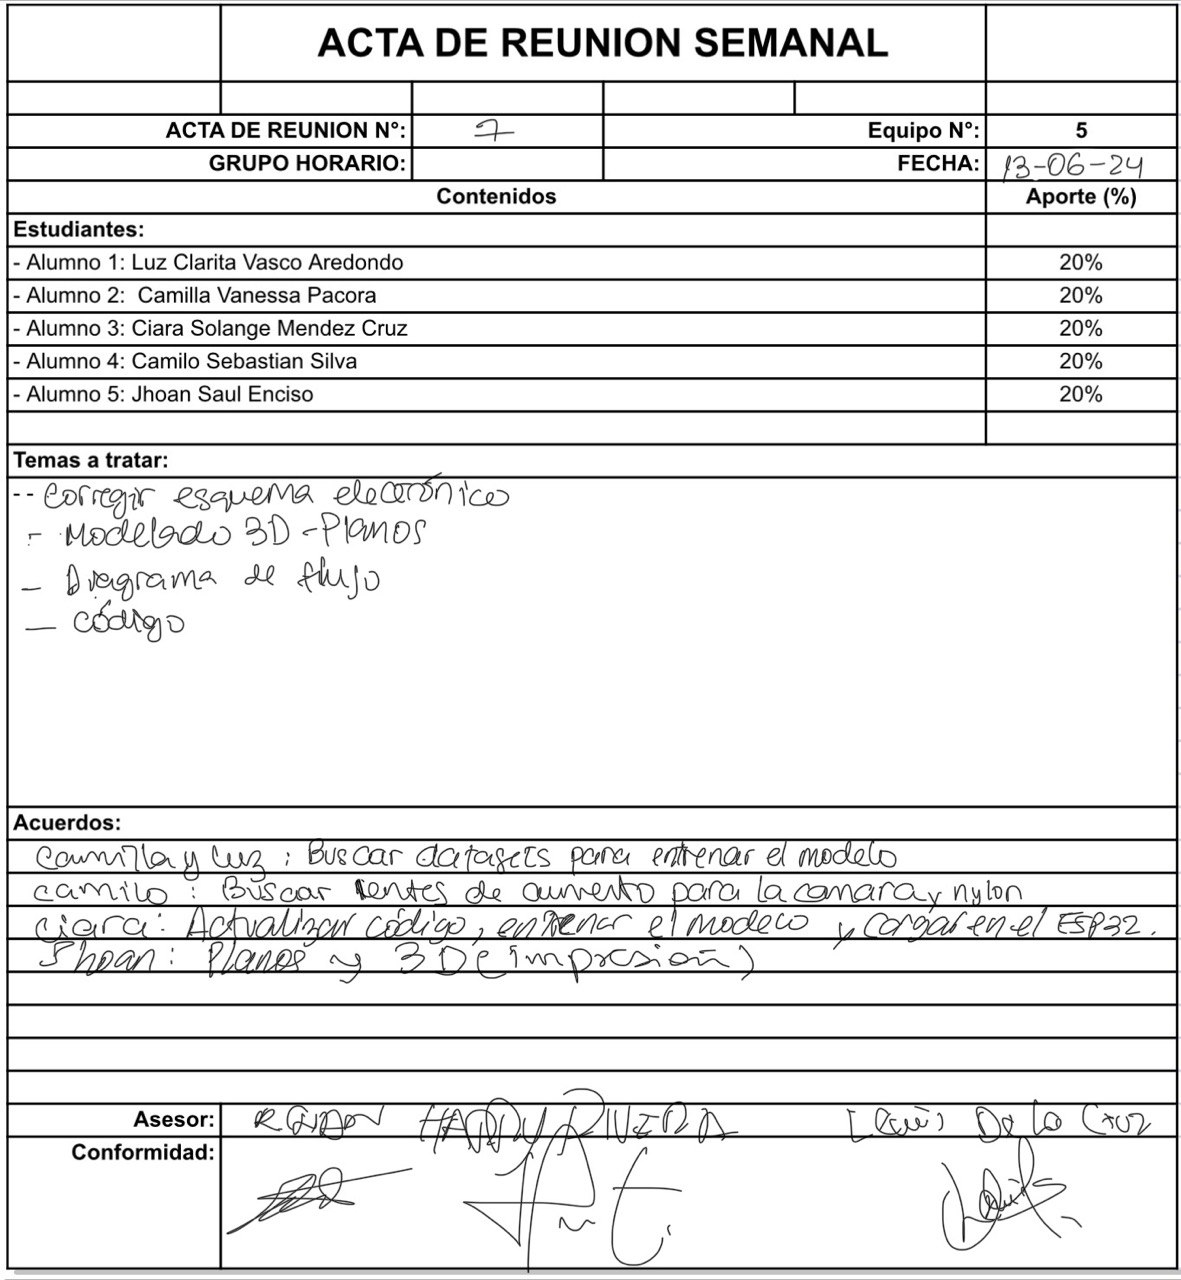 ACTA DE REUNION SEMANAL
ACTA DE REUNION N°: 7 Equipo N°: 5
GRUPO HORARIO: FECHA: 13-06-24
Contenidos Aporte (%)
Estudiantes:
- Alumno 1: Luz Clarita Vasco Aredondo 20%
- Alumno 2: Camilla Vanessa Pacora 20%
- Alumno 3: Ciara Solange Mendez Cruz 20%
- Alumno 4: Camilo Sebastian Silva 20%
- Alumno 5: Jhoan Saul Enciso 20%
Temas a tratar:
-- Corregir esquema electrónico
- Modelado 3D - Planos
- Diagrama de flujo
- código
Acuerdos:
Camilla y Luz : Buscar datasets para entrenar el modelo
camilo : Buscar lentes de aumento para la camara y nylon
ciara: Actualizar código, entrenar el modelo y cargar en el ESP32.
Jhoan: Planos y 3D (impresión)
Asesor: HARRY RIVERA De la Cruz
Conformidad: